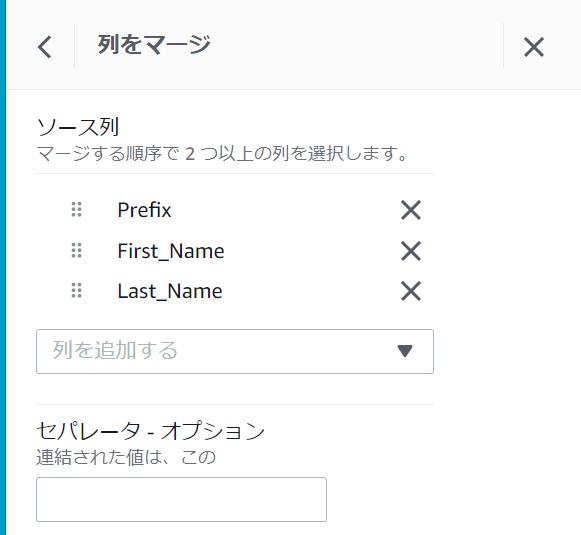 列をマージ
ソース列
マージする順序で 2 つ以上の列を選択します。
Prefix
First_Name
Last_Name
列を追加する
セパレータ - オプション
連結された値は、この